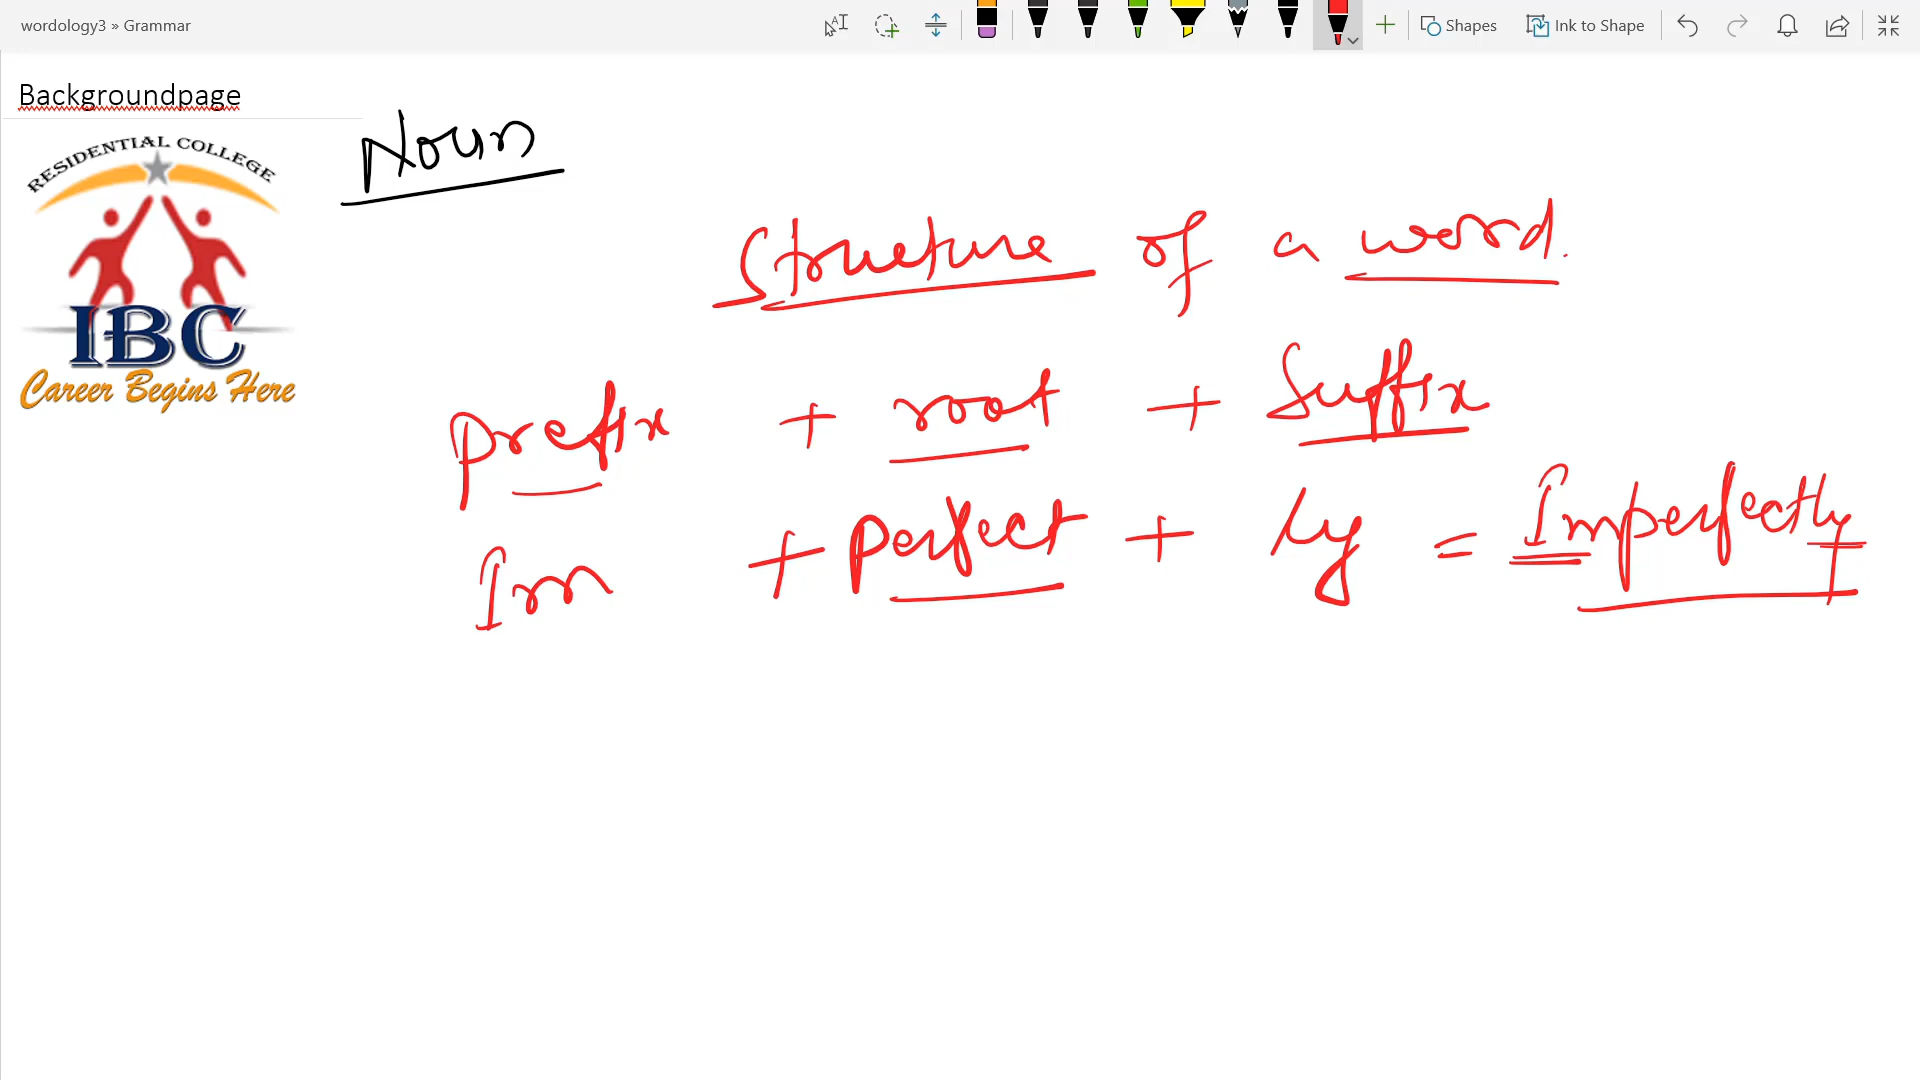 wordology3 » Grammar
Shapes
Ink to Shape
Backgroundpage
RESIDENTIAL COLLEGE
IBC
Career Begins Here
Noun
Structure of a word.
Prefix + root + Suffix
Im + Perfect + ly = Imperfectly